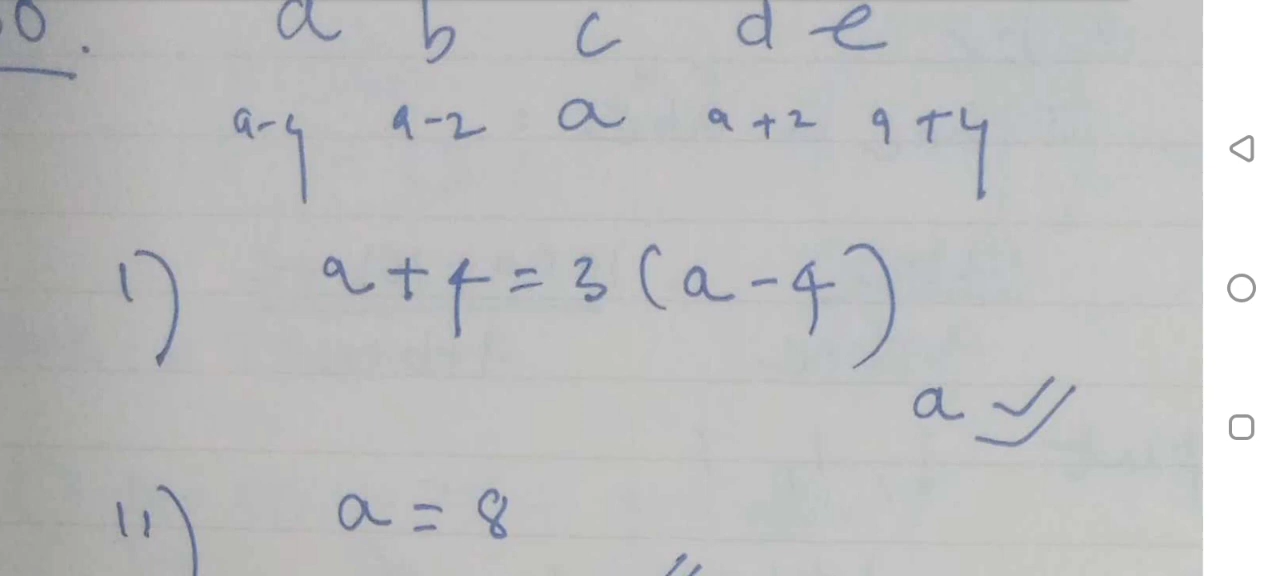 0. a b c d e
a-4 a-2 a a+2 a+4
i) a+4=3(a-4)
a
ii) a=8